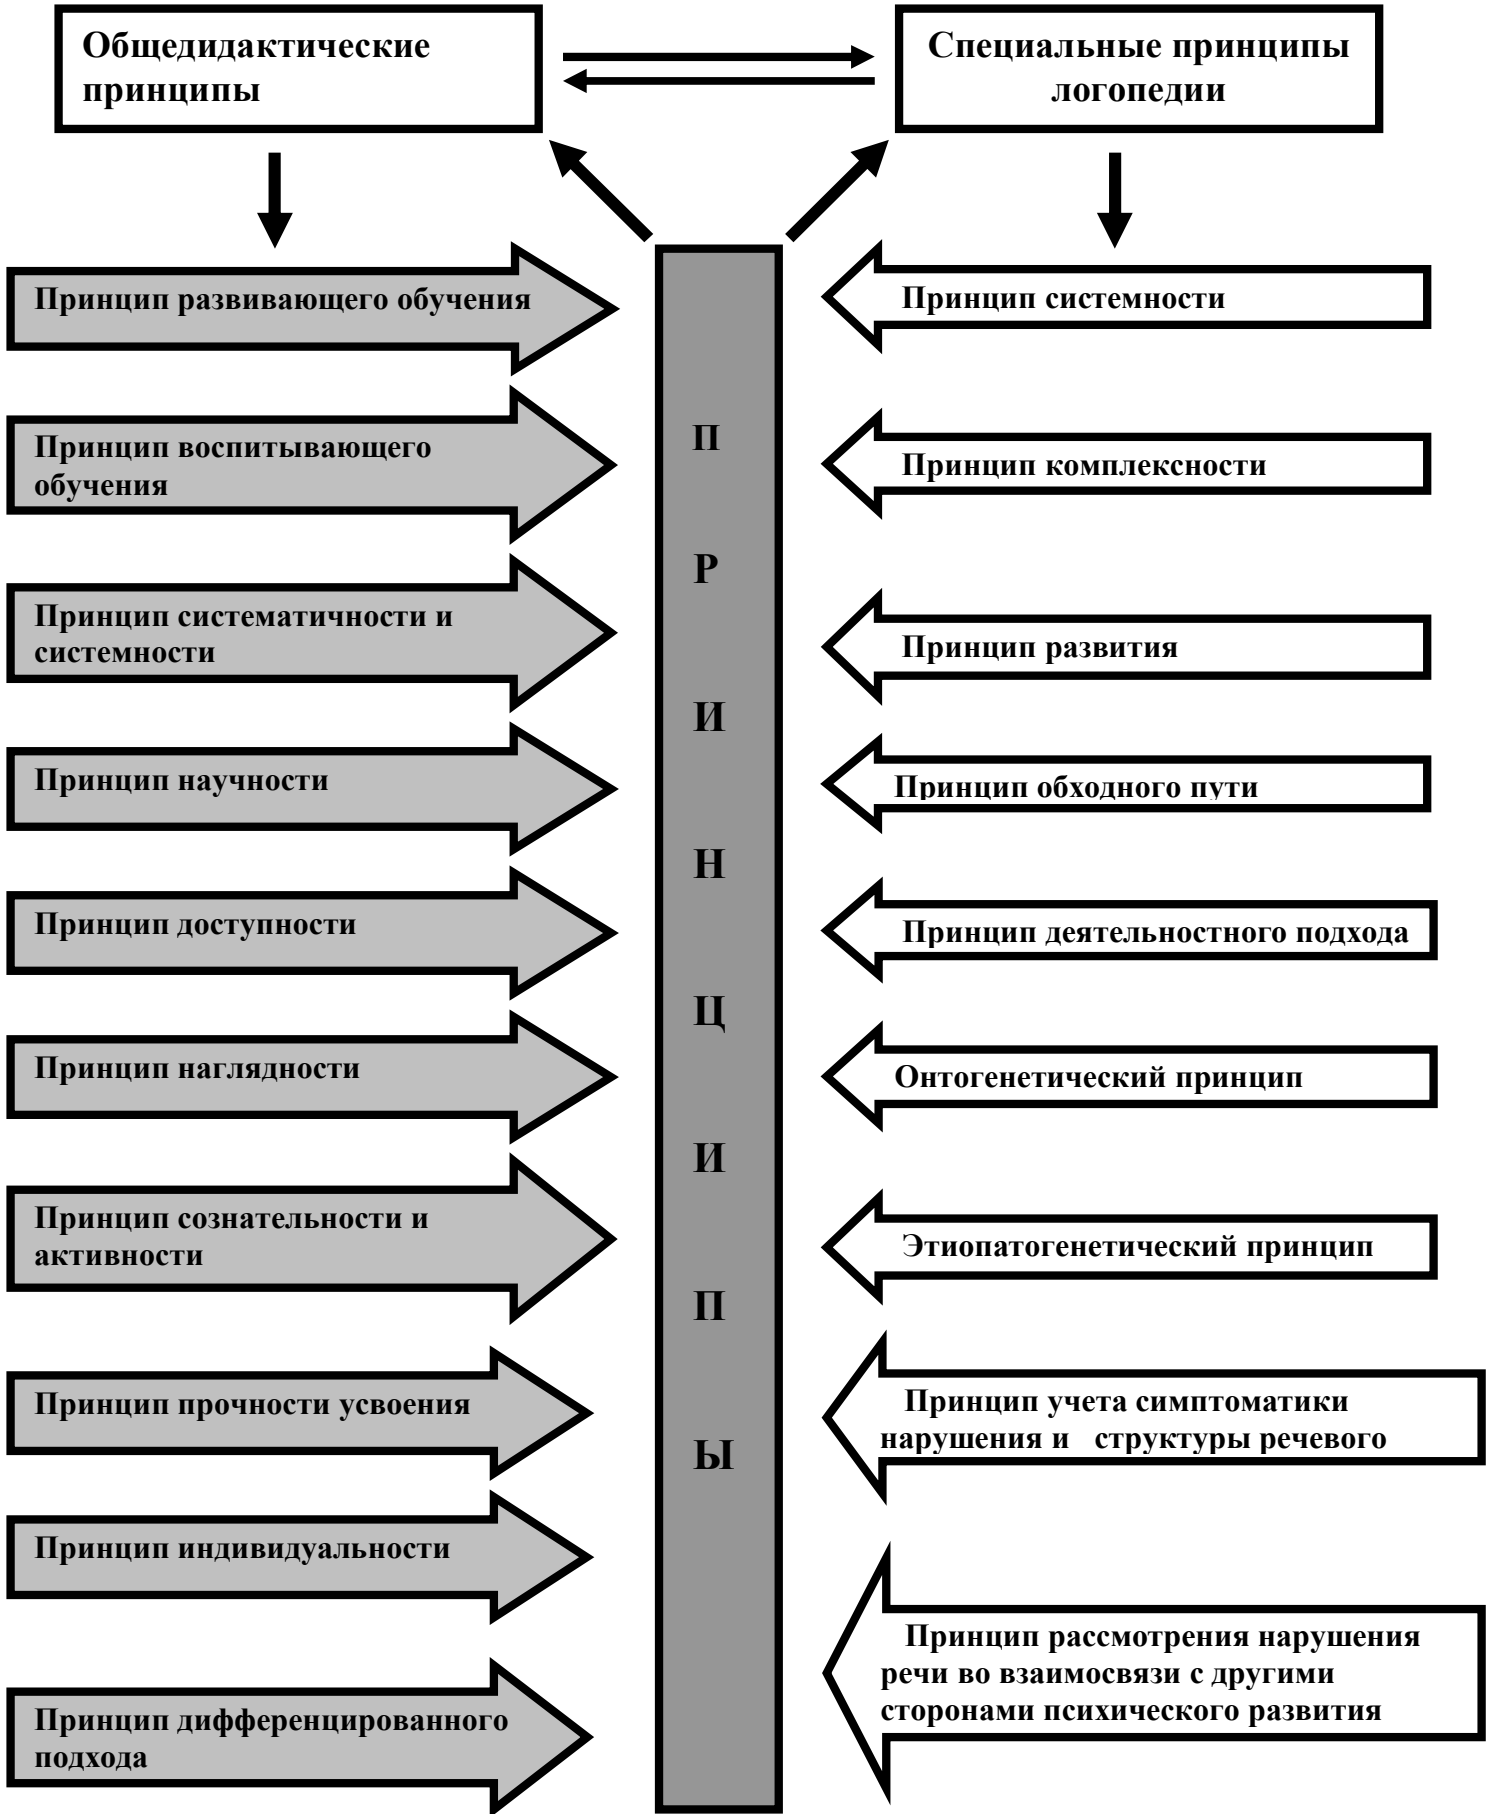 Общедидактические
принципы
Специальные принципы
логопедии
Принцип развивающего обучения
Принцип воспитывающего
обучения
Принцип систематичности и
системности
Принцип научности
Принцип доступности
Принцип наглядности
Принцип сознательности и
активности
Принцип прочности усвоения
Принцип индивидуальности
Принцип дифференцированного
подхода
П
Р
И
Н
Ц
И
П
Ы
Принцип системности
Принцип комплексности
Принцип развития
Принцип обходного пути
Принцип деятельностного подхода
Онтогенетический принцип
Этиопатогенетический принцип
Принцип учета симптоматики
нарушения и структуры речевого
Принцип рассмотрения нарушения
речи во взаимосвязи с другими
сторонами психического развития